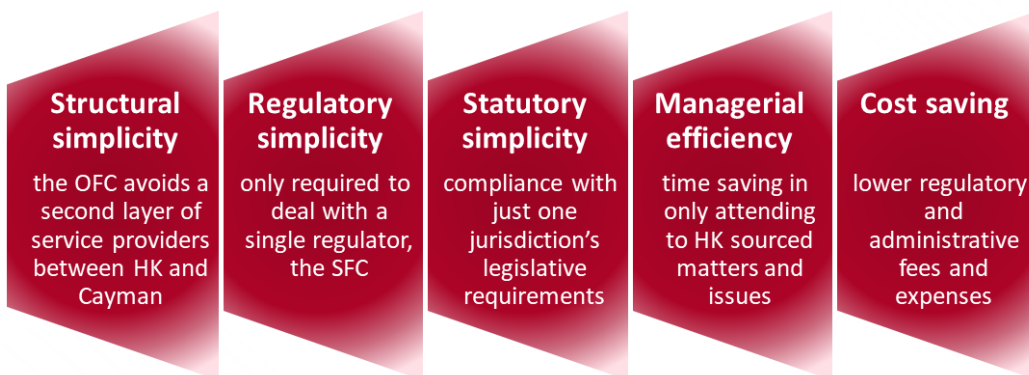 Structural
simplicity
the OFC avoids a
second layer of
service providers
between HK and
Cayman
Regulatory
simplicity
only required to
deal with a
single regulator,
the SFC
Statutory
simplicity
compliance with
just one
jurisdiction's
legislative
requirements
Managerial
efficiency
time saving in
only attending
to HK sourced
matters and
issues
Cost saving
lower regulatory
and
administrative
fees and
expenses